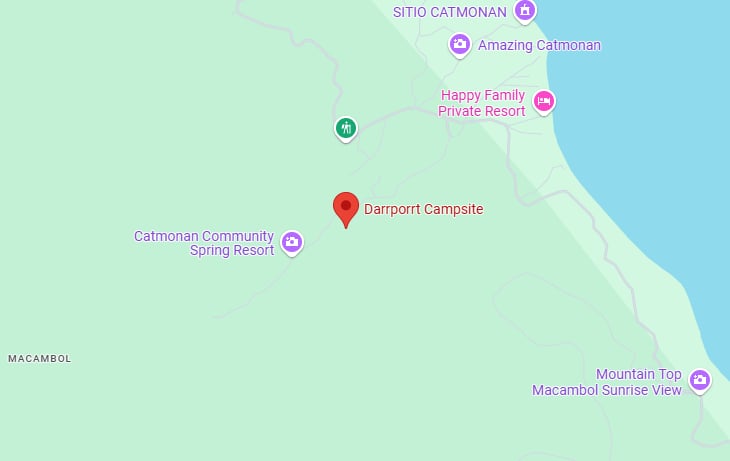 SITIO CATMONAN
Amazing Catmonan
Happy Family
Private Resort
Darrporrt Campsite
Catmonan Community
Spring Resort
MACAMBOL
Mountain Top
Macambol Sunrise View